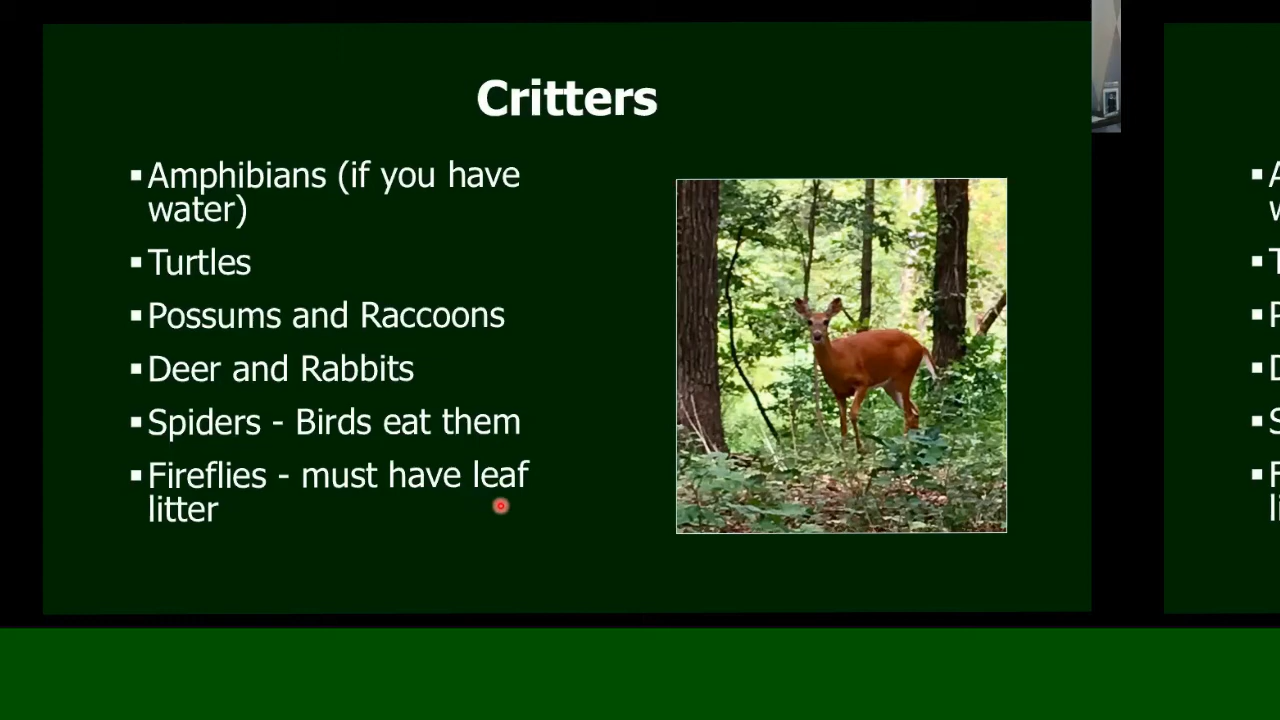 Critters
▪Amphibians (if you have
water)
▪Turtles
▪Possums and Raccoons
▪Deer and Rabbits
▪Spiders - Birds eat them
▪Fireflies - must have leaf
litter